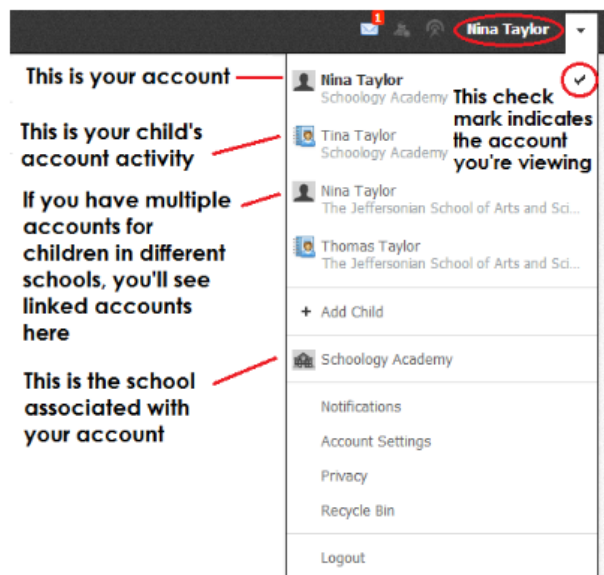 1
Nina Taylor
This is your account
Nina Taylor
Schoology Academy
This check
mark indicates
the account
you're viewing
This is your child's
account activity
Tina Taylor
Schoology Academy
If you have multiple
accounts for
children in different
schools, you'll see
linked accounts
here
Nina Taylor
The Jeffersonian School of Arts and Sci...
Thomas Taylor
The Jeffersonian School of Arts and Sci...
+ Add Child
This is the school
associated with
your account
Schoology Academy
Notifications
Account Settings
Privacy
Recycle Bin
Logout